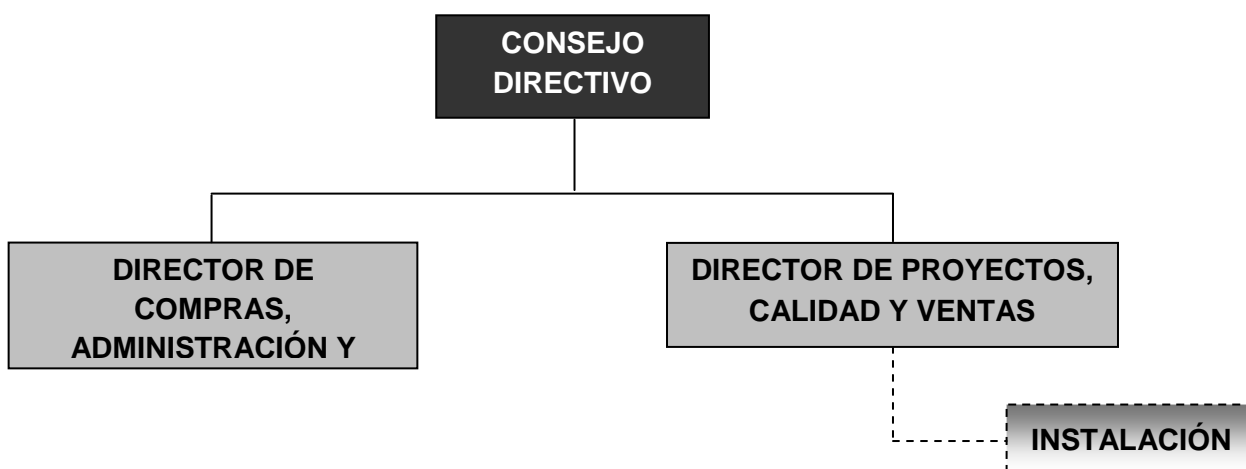 CONSEJO
DIRECTIVO
DIRECTOR DE
COMPRAS,
ADMINISTRACIÓN Y
DIRECTOR DE PROYECTOS,
CALIDAD Y VENTAS
INSTALACIÓN